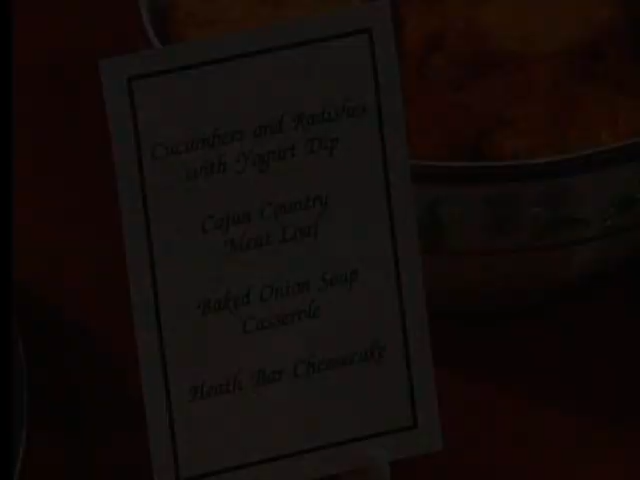 Cucumbers and Radishes
with Yogurt Dip
Cajun Country
Meat Loaf
Baked Onion Soup
Casserole
Heath Bar Cheesecake